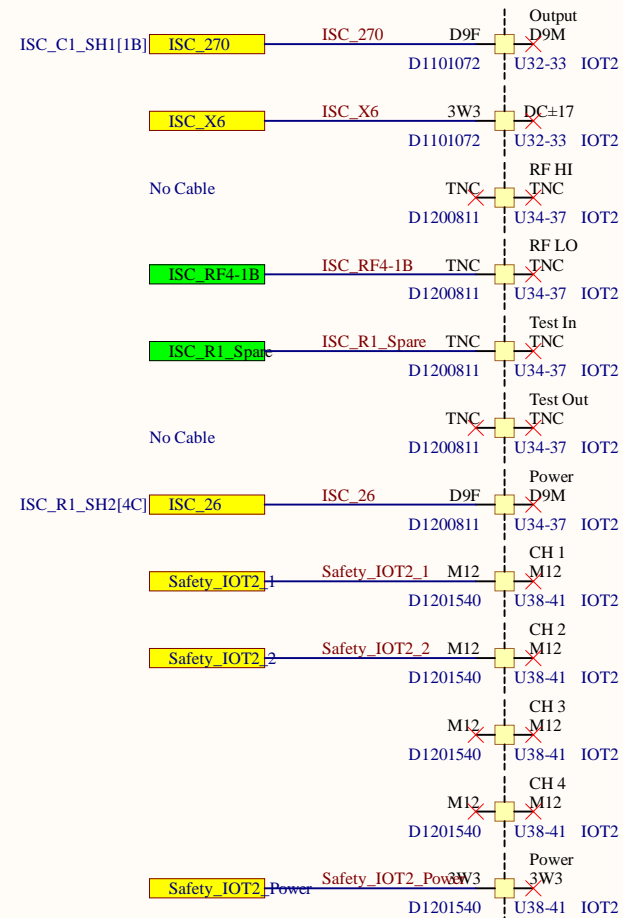 Output
ISC_C1_SH1[1B] ISC_270 ISC_270 D9F D9M
D1101072 U32-33 IOT2
ISC_X6 ISC_X6 3W3 DC±17
D1101072 U32-33 IOT2
RF HI
No Cable TNC TNC
D1200811 U34-37 IOT2
RF LO
ISC_RF4-1B ISC_RF4-1B TNC TNC
D1200811 U34-37 IOT2
Test In
ISC_R1_Spare ISC_R1_Spare TNC TNC
D1200811 U34-37 IOT2
Test Out
TNC TNC
No Cable
D1200811 U34-37 IOT2
Power
ISC_R1_SH2[4C] ISC_26 ISC_26 D9F D9M
D1200811 U34-37 IOT2
CH 1
Safety_IOT2_1 Safety_IOT2_1 M12 M12
D1201540 U38-41 IOT2
CH 2
Safety_IOT2_2 Safety_IOT2_2 M12 M12
D1201540 U38-41 IOT2
CH 3
M12 M12
D1201540 U38-41 IOT2
CH 4
M12 M12
D1201540 U38-41 IOT2
Power
Safety_IOT2_Power Safety_IOT2_Power 3W3 3W3
D1201540 U38-41 IOT2